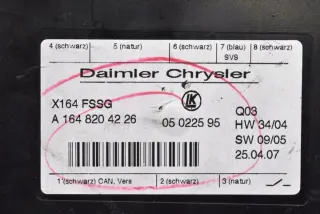 4 (schwarz) 5 (natur) 6 (schwarz) 7 (blau) 8 (schwarz)
SVS
Daimler Chrysler
X164 FSSG
LK
Q03
A 164 820 42 26 05 0225 95 HW 34/04
SW 09/05
25.04.07
1 (schwarz) CAN, Vers 2 (schwarz) 3 (natur)